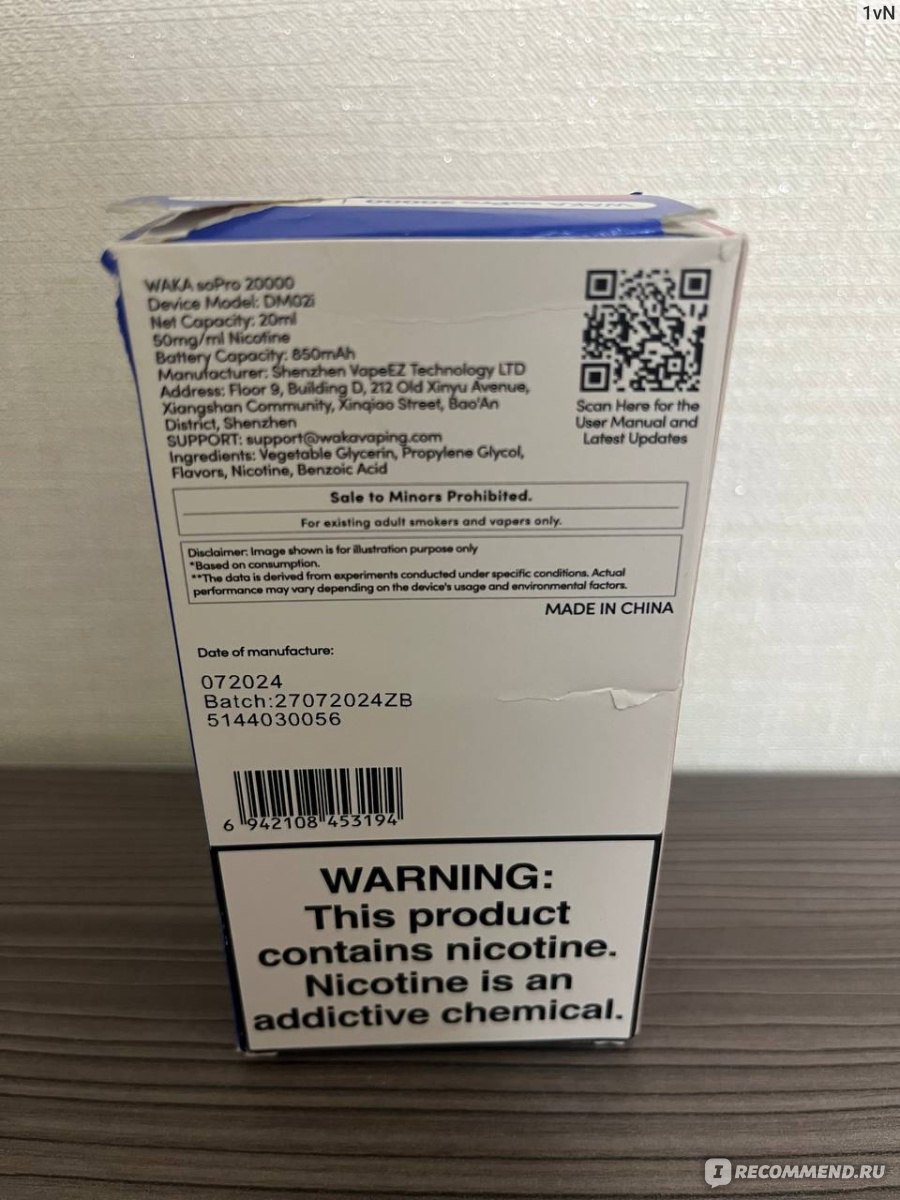 1vN
WAKA soPro 20000
WAKA soPro 20000
Device Model: DM02i
Net Capacity: 20ml
50mg/ml Nicotine
Battery Capacity: 850mAh
Manufacturer: Shenzhen VapeEZ Technology LTD
Address: Floor 9, Building D, 212 Old Xinyu Avenue,
Xiangshan Community, Xinqiao Street, Bao'An
District, Shenzhen
SUPPORT: support@wakavaping.com
Ingredients: Vegetable Glycerin, Propylene Glycol,
Flavors, Nicotine, Benzoic Acid
Scan Here for the
User Manual and
Latest Updates
Sale to Minors Prohibited.
For existing adult smokers and vapers only.
Disclaimer: Image shown is for illustration purpose only
*Based on consumption.
**The data is derived from experiments conducted under specific conditions. Actual
performance may vary depending on the device's usage and environmental factors.
MADE IN CHINA
Date of manufacture:
072024
Batch:27072024ZB
5144030056
6 942108 453194
WARNING:
This product
contains nicotine.
Nicotine is an
addictive chemical.
IRECOMMEND.RU